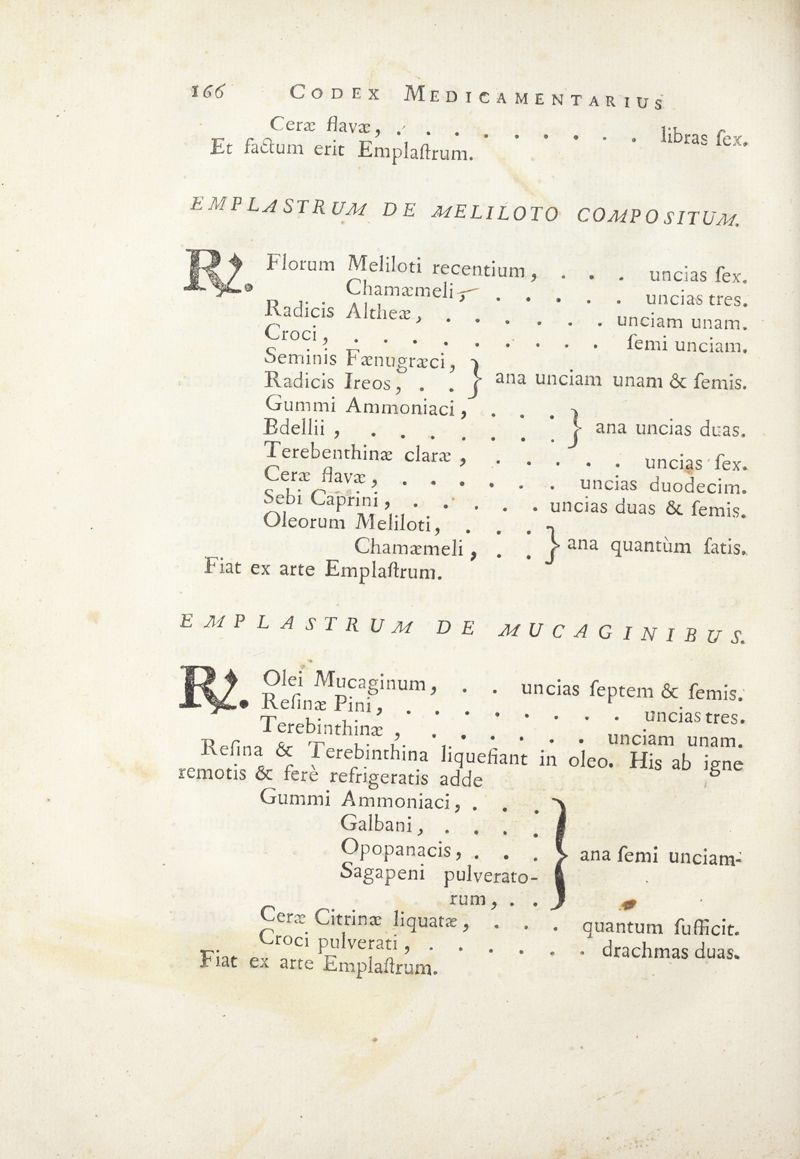 166 CODEX MEDICAMENTARIUS
Ceræ flavæ, . . . . . . . . . libras ſex.
Et factum erit Emplaſtrum.
EMPLASTRUM DE MELILOTO COMPOSITUM.
℞. Florum Meliloti recentium, . . . uncias ſex.
Chamæmeli, . . . . . uncias tres.
Radicis Altheæ, . . . . . . unciam unam.
Croci, . . . . . . . . . ſemi unciam.
Seminis Fænugræci, }
Radicis Ireos, . . } ana unciam unam & ſemis.
Gummi Ammoniaci, . . . }
Bdellii, . . . . . . . } ana uncias duas.
Terebenthinæ claræ, . . . . . uncias ſex.
Ceræ flavæ, . . . . . . uncias duodecim.
Sebi Caprini, . . . . . uncias duas & ſemis.
Oleorum Meliloti, . . . }
Chamæmeli, . . } ana quantùm ſatis.
Fiat ex arte Emplaſtrum.
EMPLASTRUM DE MUCAGINIBUS.
℞. Olei Mucaginum, . . uncias ſeptem & ſemis.
Reſinæ Pini, . . . . . . . . uncias tres.
Terebinthinæ, . . . . . . unciam unam.
Reſina & Terebinthina liquefiant in oleo. His ab igne
remotis & ferè refrigeratis adde
Gummi Ammoniaci, . . . }
Galbani, . . . . }
Opopanacis, . . . } ana ſemi unciam.
Sagapeni pulverato- }
rum, . . }
Ceræ Citrinæ liquatæ, . . . quantum ſufficit.
Croci pulverati, . . . . . . drachmas duas.
Fiat ex arte Emplaſtrum.